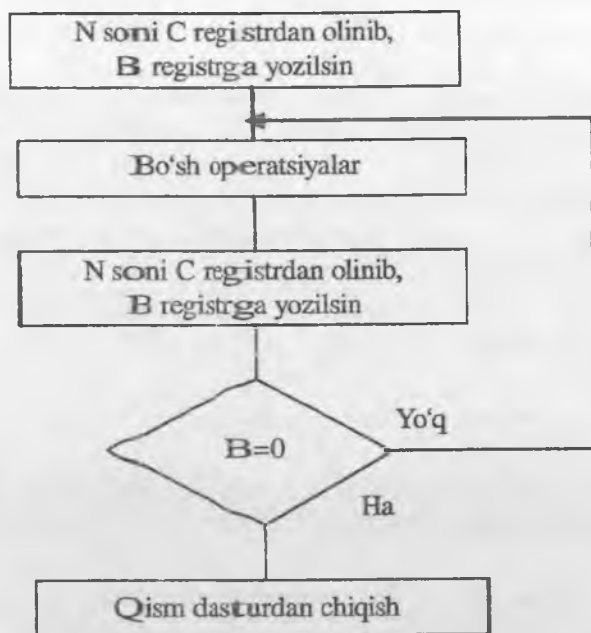 N soni C registrdan olinib,
B registrga yozilsin
Bo‘sh operatsiyalar
N soni C registrdan olinib,
B registrga yozilsin
Yo‘q
B=0
Ha
Qism dasturdan chiqish